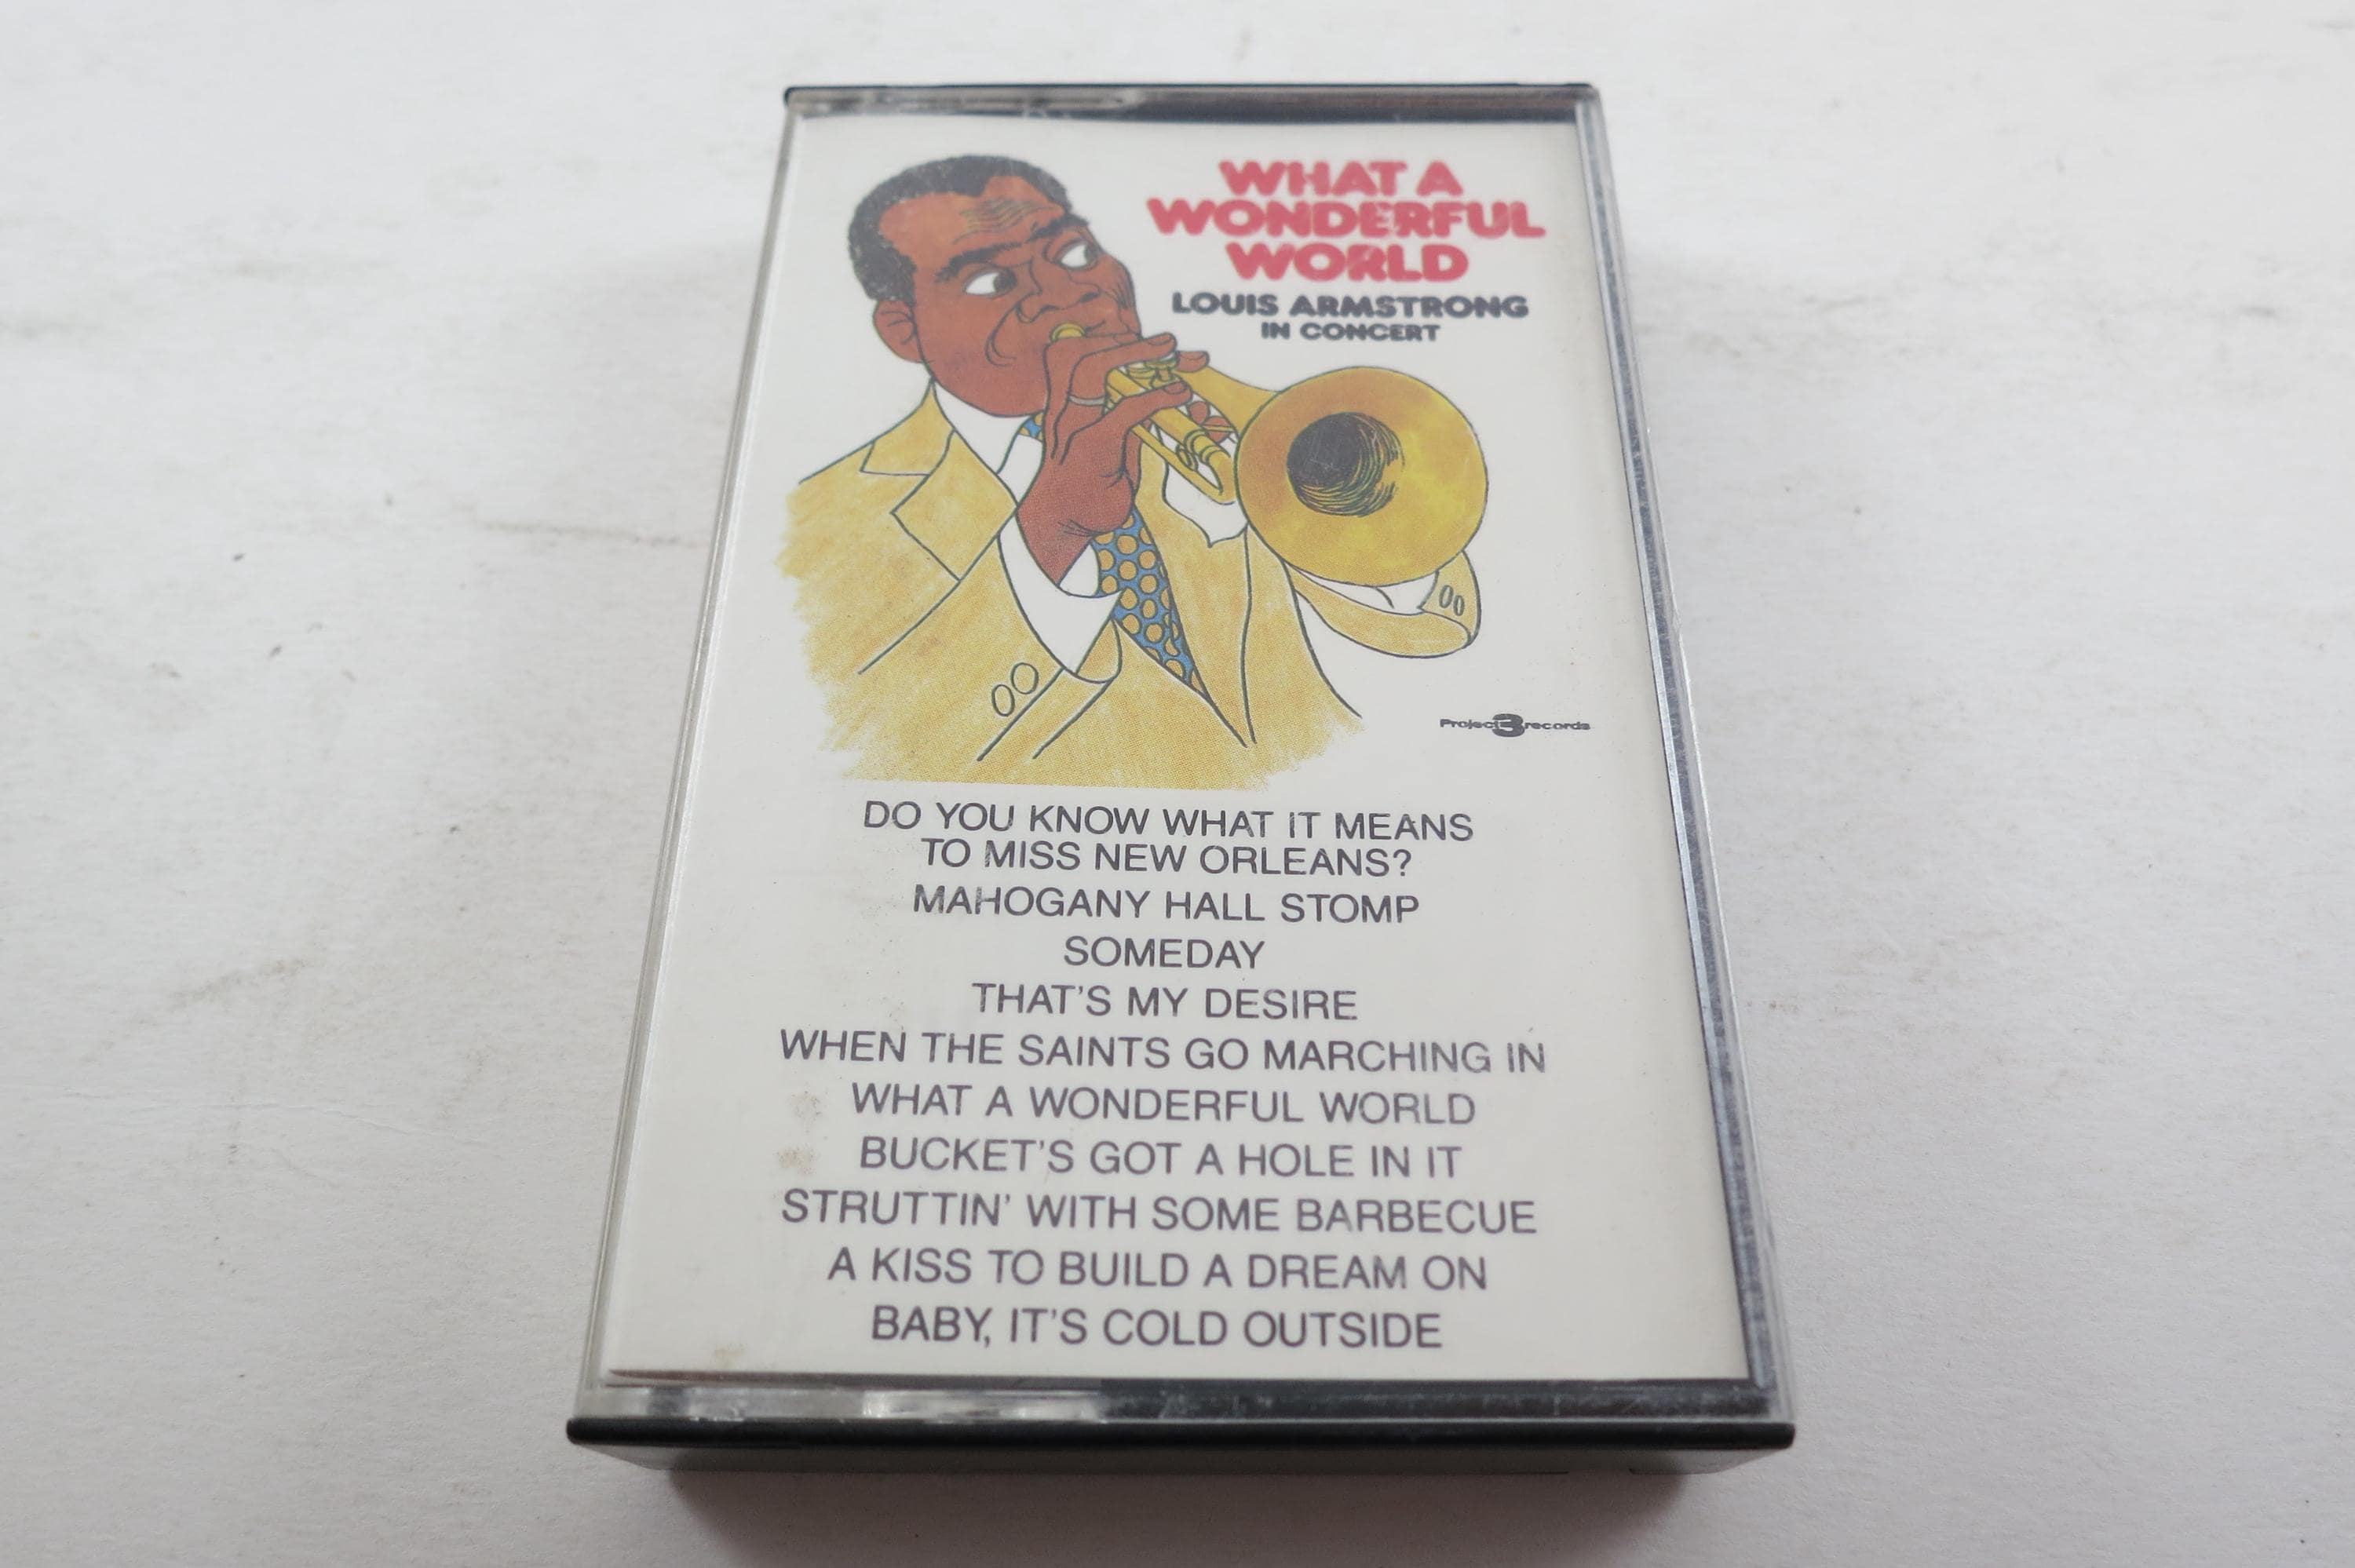 WHAT A
WONDERFUL
WORLD
LOUIS ARMSTRONG
IN CONCERT
Project 3 records
DO YOU KNOW WHAT IT MEANS
TO MISS NEW ORLEANS?
MAHOGANY HALL STOMP
SOMEDAY
THAT'S MY DESIRE
WHEN THE SAINTS GO MARCHING IN
WHAT A WONDERFUL WORLD
BUCKET'S GOT A HOLE IN IT
STRUTTIN' WITH SOME BARBECUE
A KISS TO BUILD A DREAM ON
BABY, IT'S COLD OUTSIDE